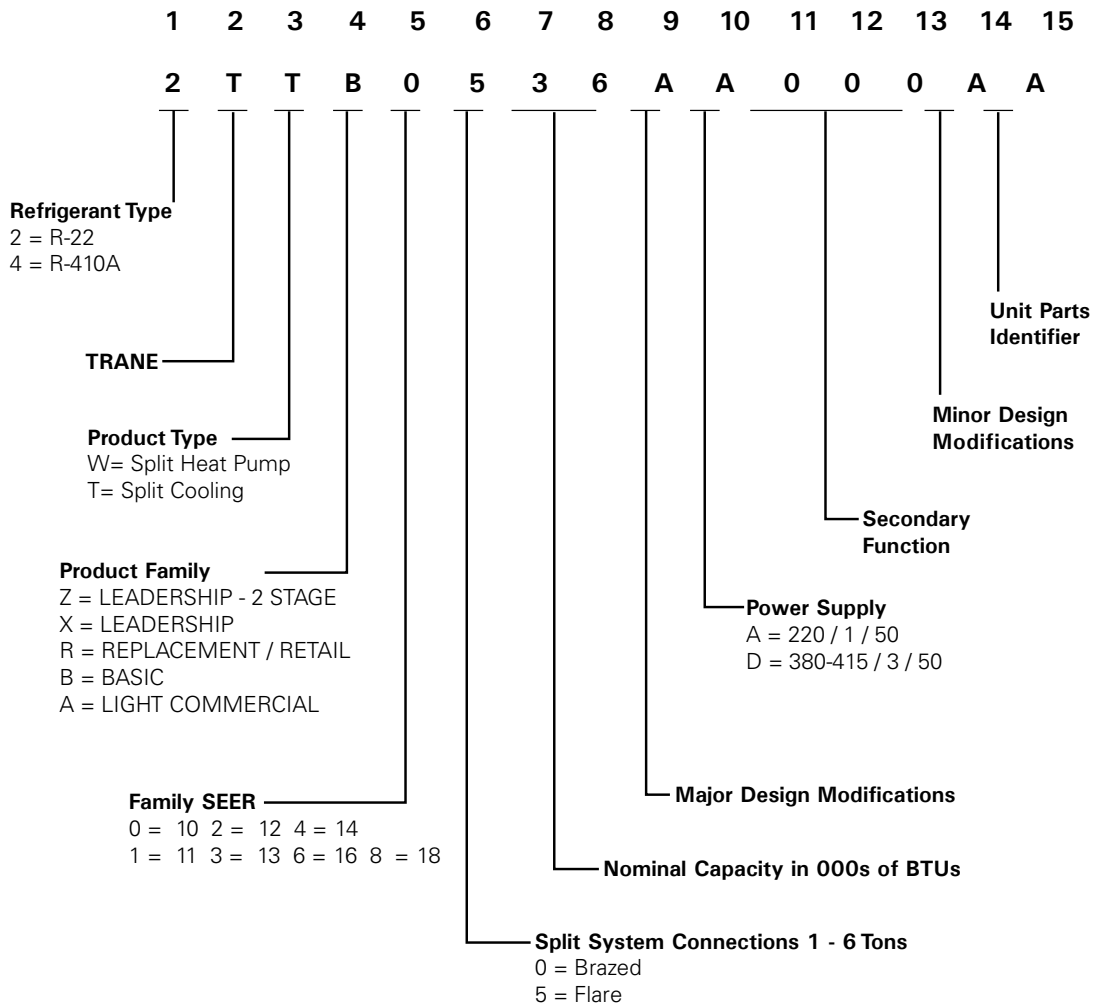 1 2 3 4 5 6 7 8 9 10 11 12 13 14 15
2 T T B 0 5 3 6 A A 0 0 0 A A
Refrigerant Type
2 = R-22
4 = R-410A
TRANE
Product Type
W= Split Heat Pump
T= Split Cooling
Product Family
Z = LEADERSHIP - 2 STAGE
X = LEADERSHIP
R = REPLACEMENT / RETAIL
B = BASIC
A = LIGHT COMMERCIAL
Family SEER
0 = 10 2 = 12 4 = 14
1 = 11 3 = 13 6 = 16 8 = 18
Split System Connections 1 - 6 Tons
0 = Brazed
5 = Flare
Nominal Capacity in 000s of BTUs
Major Design Modifications
Power Supply
A = 220 / 1 / 50
D = 380-415 / 3 / 50
Secondary
Function
Minor Design
Modifications
Unit Parts
Identifier